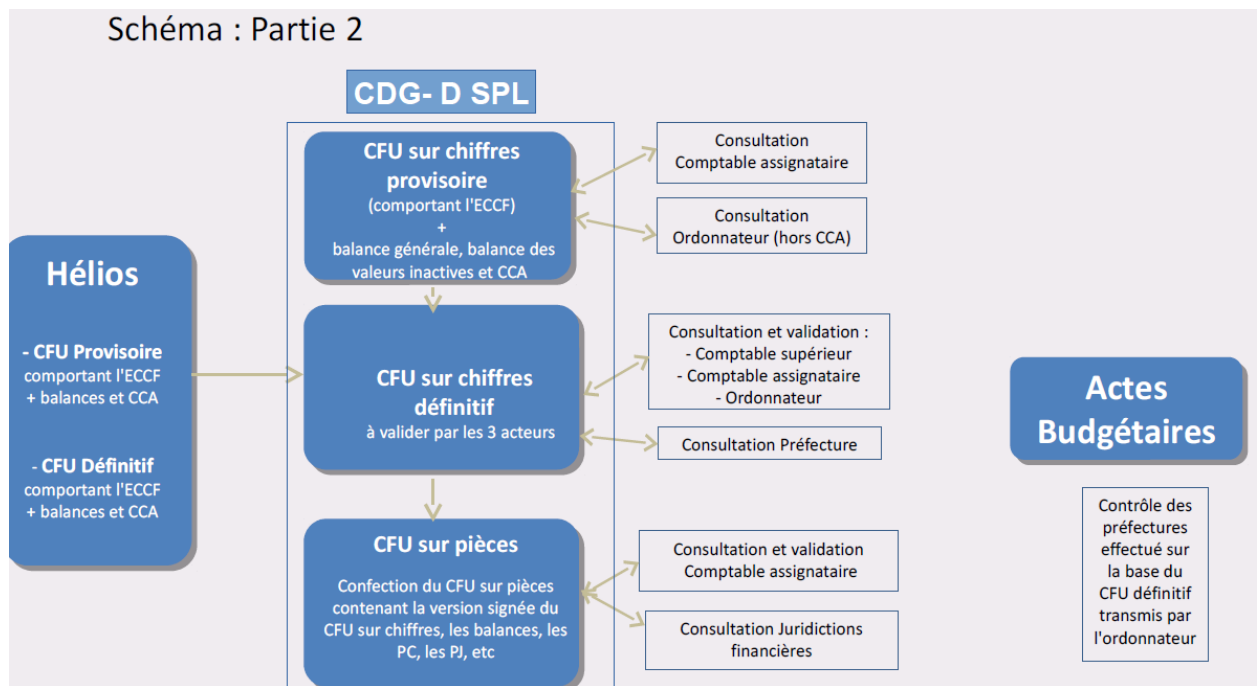 Schéma : Partie 2
CDG- D SPL
Hélios
- CFU Provisoire
comportant l'ECCF
+ balances et CCA
- CFU Définitif
comportant l'ECCF
+ balances et CCA
CFU sur chiffres
provisoire
(comportant l'ECCF)
+
balance générale, balance des
valeurs inactives et CCA
CFU sur chiffres
définitif
à valider par les 3 acteurs
CFU sur pièces
Confection du CFU sur pièces
contenant la version signée du
CFU sur chiffres, les balances, les
PC, les PJ, etc
Consultation
Comptable assignataire
Consultation
Ordonnateur (hors CCA)
Consultation et validation :
- Comptable supérieur
- Comptable assignataire
- Ordonnateur
Consultation Préfecture
Consultation et validation
Comptable assignataire
Consultation Juridictions
financières
Actes
Budgétaires
Contrôle des
préfectures
effectué sur
la base du
CFU définitif
transmis par
l'ordonnateur